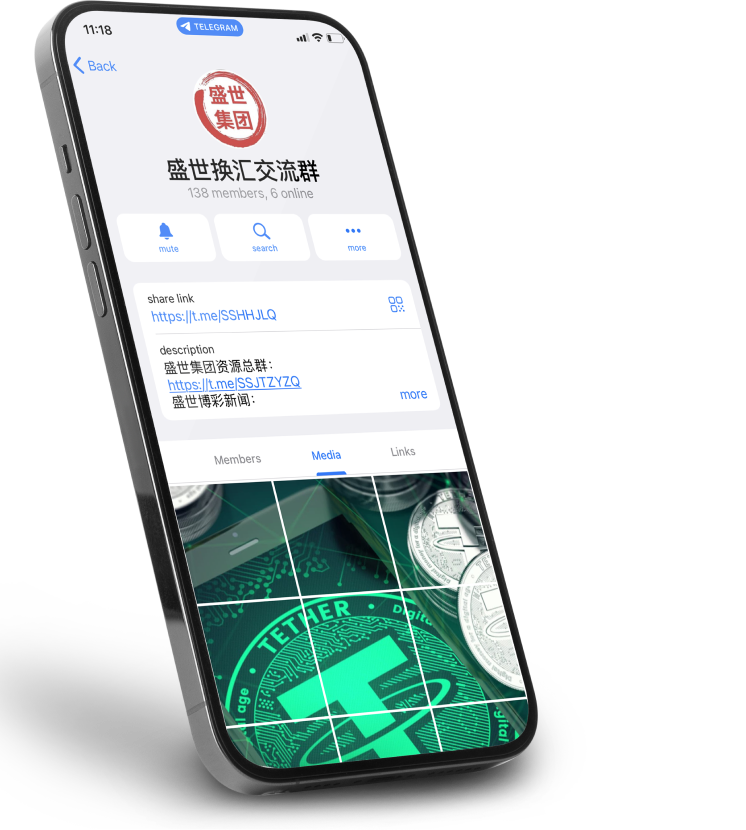 11:18
TELEGRAM
Back
盛世
集团
盛世换汇交流群
138 members, 6 online
mute
search
more
share link
https://t.me/SSHHJLQ
description
盛世集团资源总群：
https://t.me/SSJTZYZQ
盛世博彩新闻：
more
Members
Media
Links
TETHER
Digital
digital age